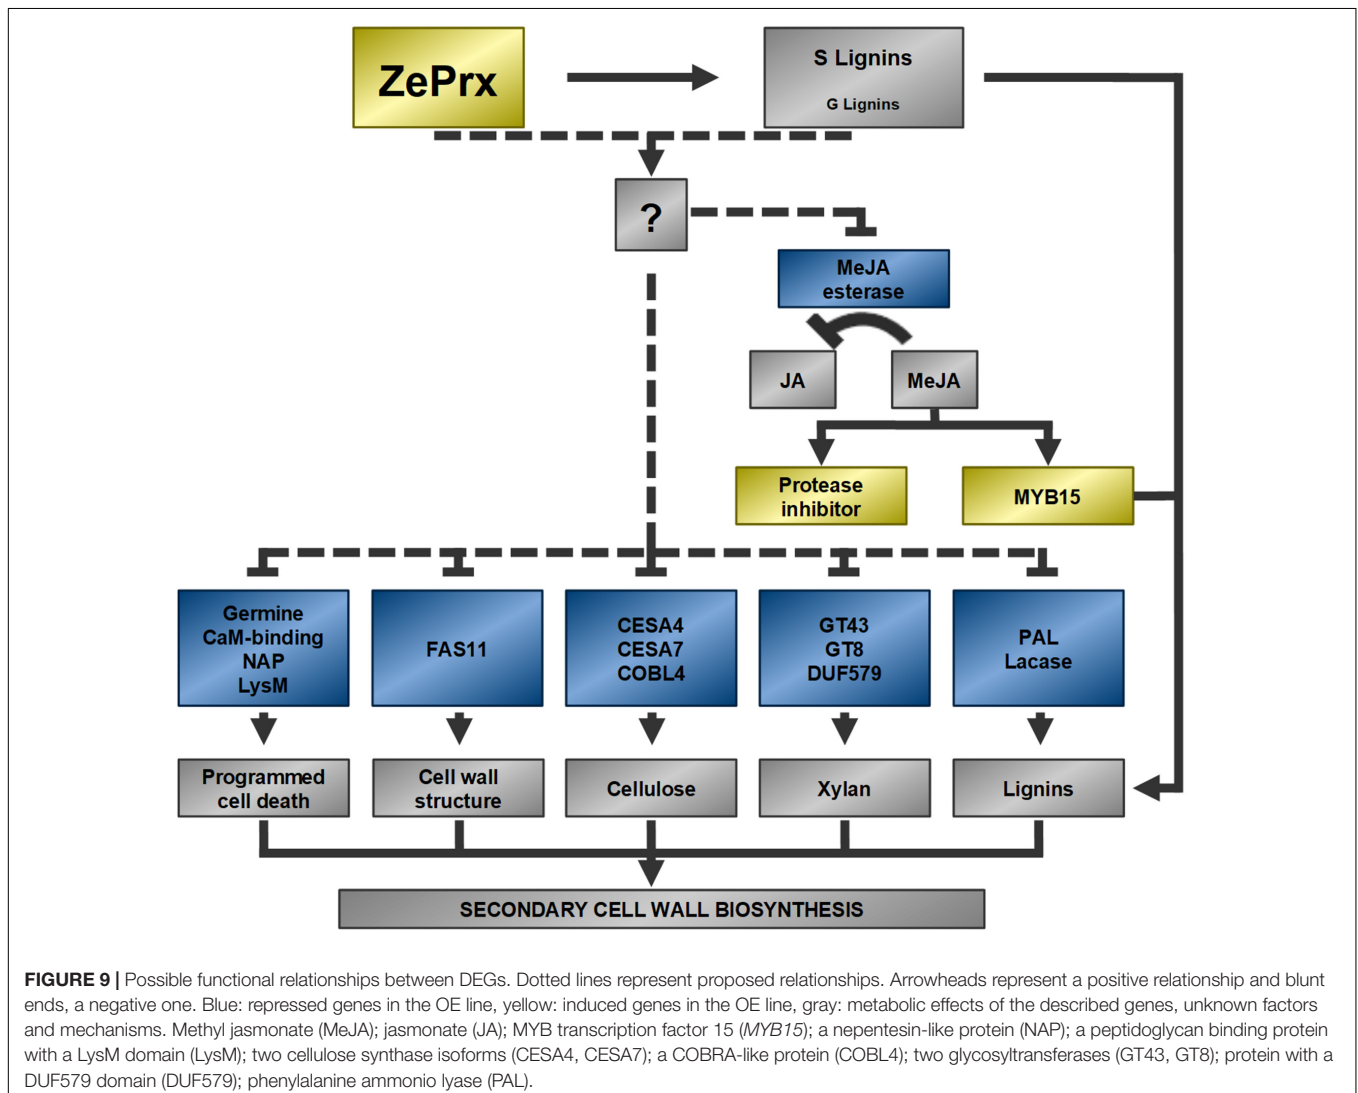 ZePrx
S Lignins
G Lignins
?
MeJA
esterase
JA
MeJA
Protease
inhibitor
MYB15
Germine
CaM-binding
NAP
LysM
FAS11
CESA4
CESA7
COBL4
GT43
GT8
DUF579
PAL
Lacase
Programmed
cell death
Cell wall
structure
Cellulose
Xylan
Lignins
SECONDARY CELL WALL BIOSYNTHESIS
FIGURE 9 | Possible functional relationships between DEGs. Dotted lines represent proposed relationships. Arrowheads represent a positive relationship and blunt
ends, a negative one. Blue: repressed genes in the OE line, yellow: induced genes in the OE line, gray: metabolic effects of the described genes, unknown factors
and mechanisms. Methyl jasmonate (MeJA); jasmonate (JA); MYB transcription factor 15 (MYB15); a nepentesin-like protein (NAP); a peptidoglycan binding protein
with a LysM domain (LysM); two cellulose synthase isoforms (CESA4, CESA7); a COBRA-like protein (COBL4); two glycosyltransferases (GT43, GT8); protein with a
DUF579 domain (DUF579); phenylalanine ammonio lyase (PAL).